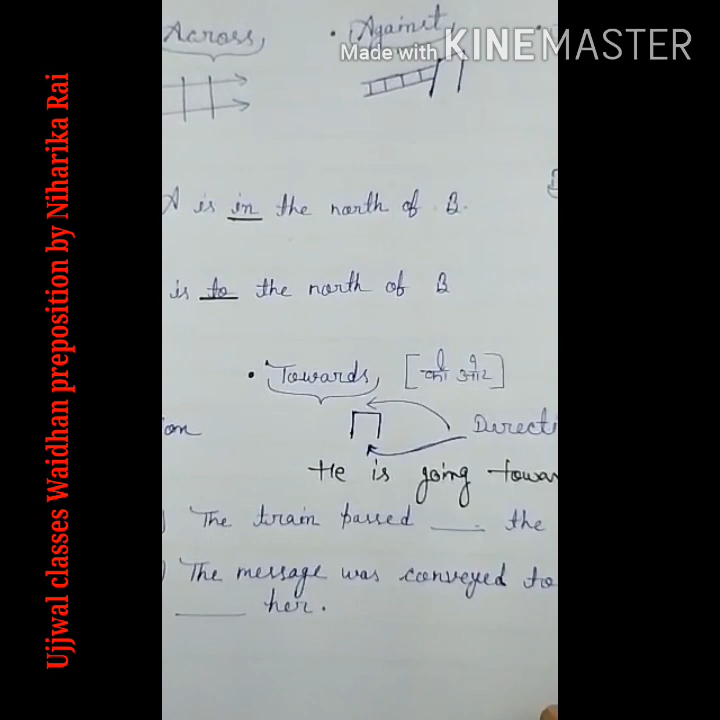 Ujjwal classes Waidhan preposition by Niharika Rai
Made with KINEMASTER
Across, • Against,
A is in the north of B.
is to the north of B
• Towards, [की ओर]
ion Directi
He is going towar
The train passed ___ the
The message was conveyed to
___ her.